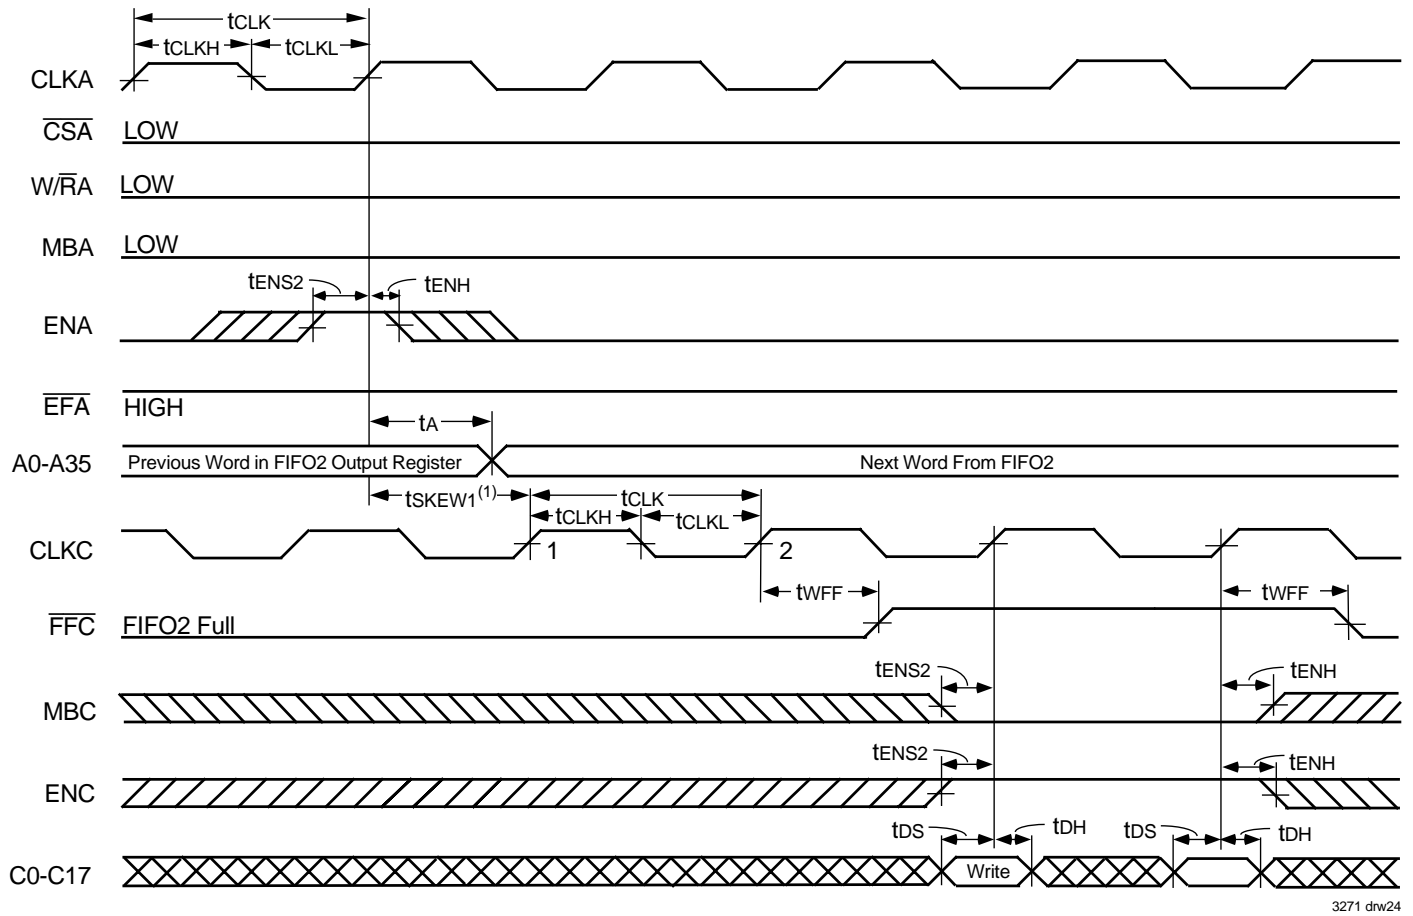 tCLK
tCLKH
tCLKL
CLKA
CSA LOW
W/RA LOW
MBA LOW
tENS2
tENH
ENA
EFA HIGH
tA
A0-A35 Previous Word in FIFO2 Output Register Next Word From FIFO2
tSKEW1(1)
tCLK
tCLKH
tCLKL
CLKC 1 2
tWFF
tWFF
FFC FIFO2 Full
tENS2
tENH
MBC
tENS2
tENH
ENC
tDS
tDH
tDS
tDH
C0-C17 Write
3271 drw24